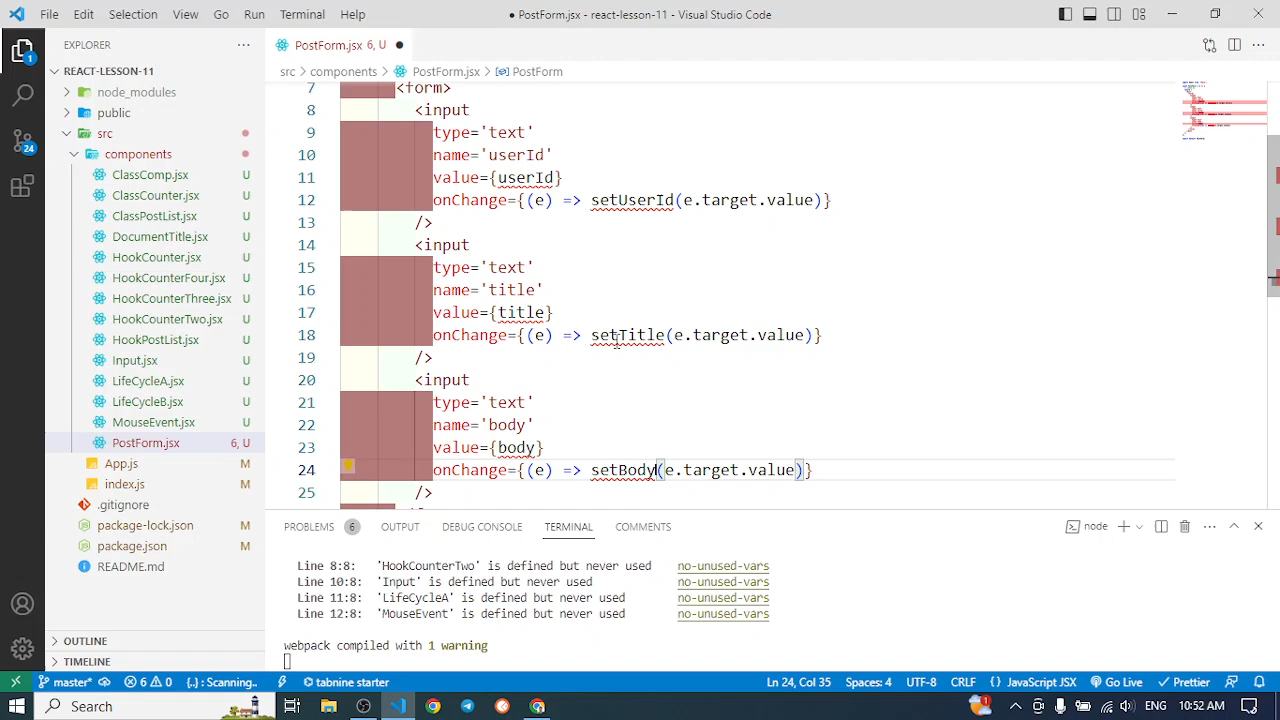 File Edit Selection View Go Run Terminal Help
● PostForm.jsx - react-lesson-11 - Visual Studio Code
EXPLORER
PostForm.jsx 6, U
REACT-LESSON-11
src > components > PostForm.jsx > PostForm
node_modules
public
src
components
ClassComp.jsx U
ClassCounter.jsx U
ClassPostList.jsx U
DocumentTitle.jsx U
HookCounter.jsx U
HookCounterFour.jsx U
HookCounterThree.jsx U
HookCounterTwo.jsx U
HookPostList.jsx U
Input.jsx U
LifeCycleA.jsx U
LifeCycleB.jsx U
MouseEvent.jsx U
PostForm.jsx 6, U
App.js M
index.js M
.gitignore
package-lock.json M
package.json M
README.md
OUTLINE
TIMELINE
1
24
7 <form>
8 <input
9 type='text'
10 name='userId'
11 value={userId}
12 onChange={(e) => setUserId(e.target.value)}
13 />
14 <input
15 type='text'
16 name='title'
17 value={title}
18 onChange={(e) => setTitle(e.target.value)}
19 />
20 <input
21 type='text'
22 name='body'
23 value={body}
24 onChange={(e) => setBody(e.target.value)}
25 />
PROBLEMS 6 OUTPUT DEBUG CONSOLE TERMINAL COMMENTS
node
Line 8:8: 'HookCounterTwo' is defined but never used no-unused-vars
Line 10:8: 'Input' is defined but never used no-unused-vars
Line 11:8: 'LifeCycleA' is defined but never used no-unused-vars
Line 12:8: 'MouseEvent' is defined but never used no-unused-vars
webpack compiled with 1 warning
master* 6 0 {..} : Scanning.. tabnine starter Ln 24, Col 35 Spaces: 4 UTF-8 CRLF {} JavaScript JSX Go Live Prettier
Search
1
10:52 AM